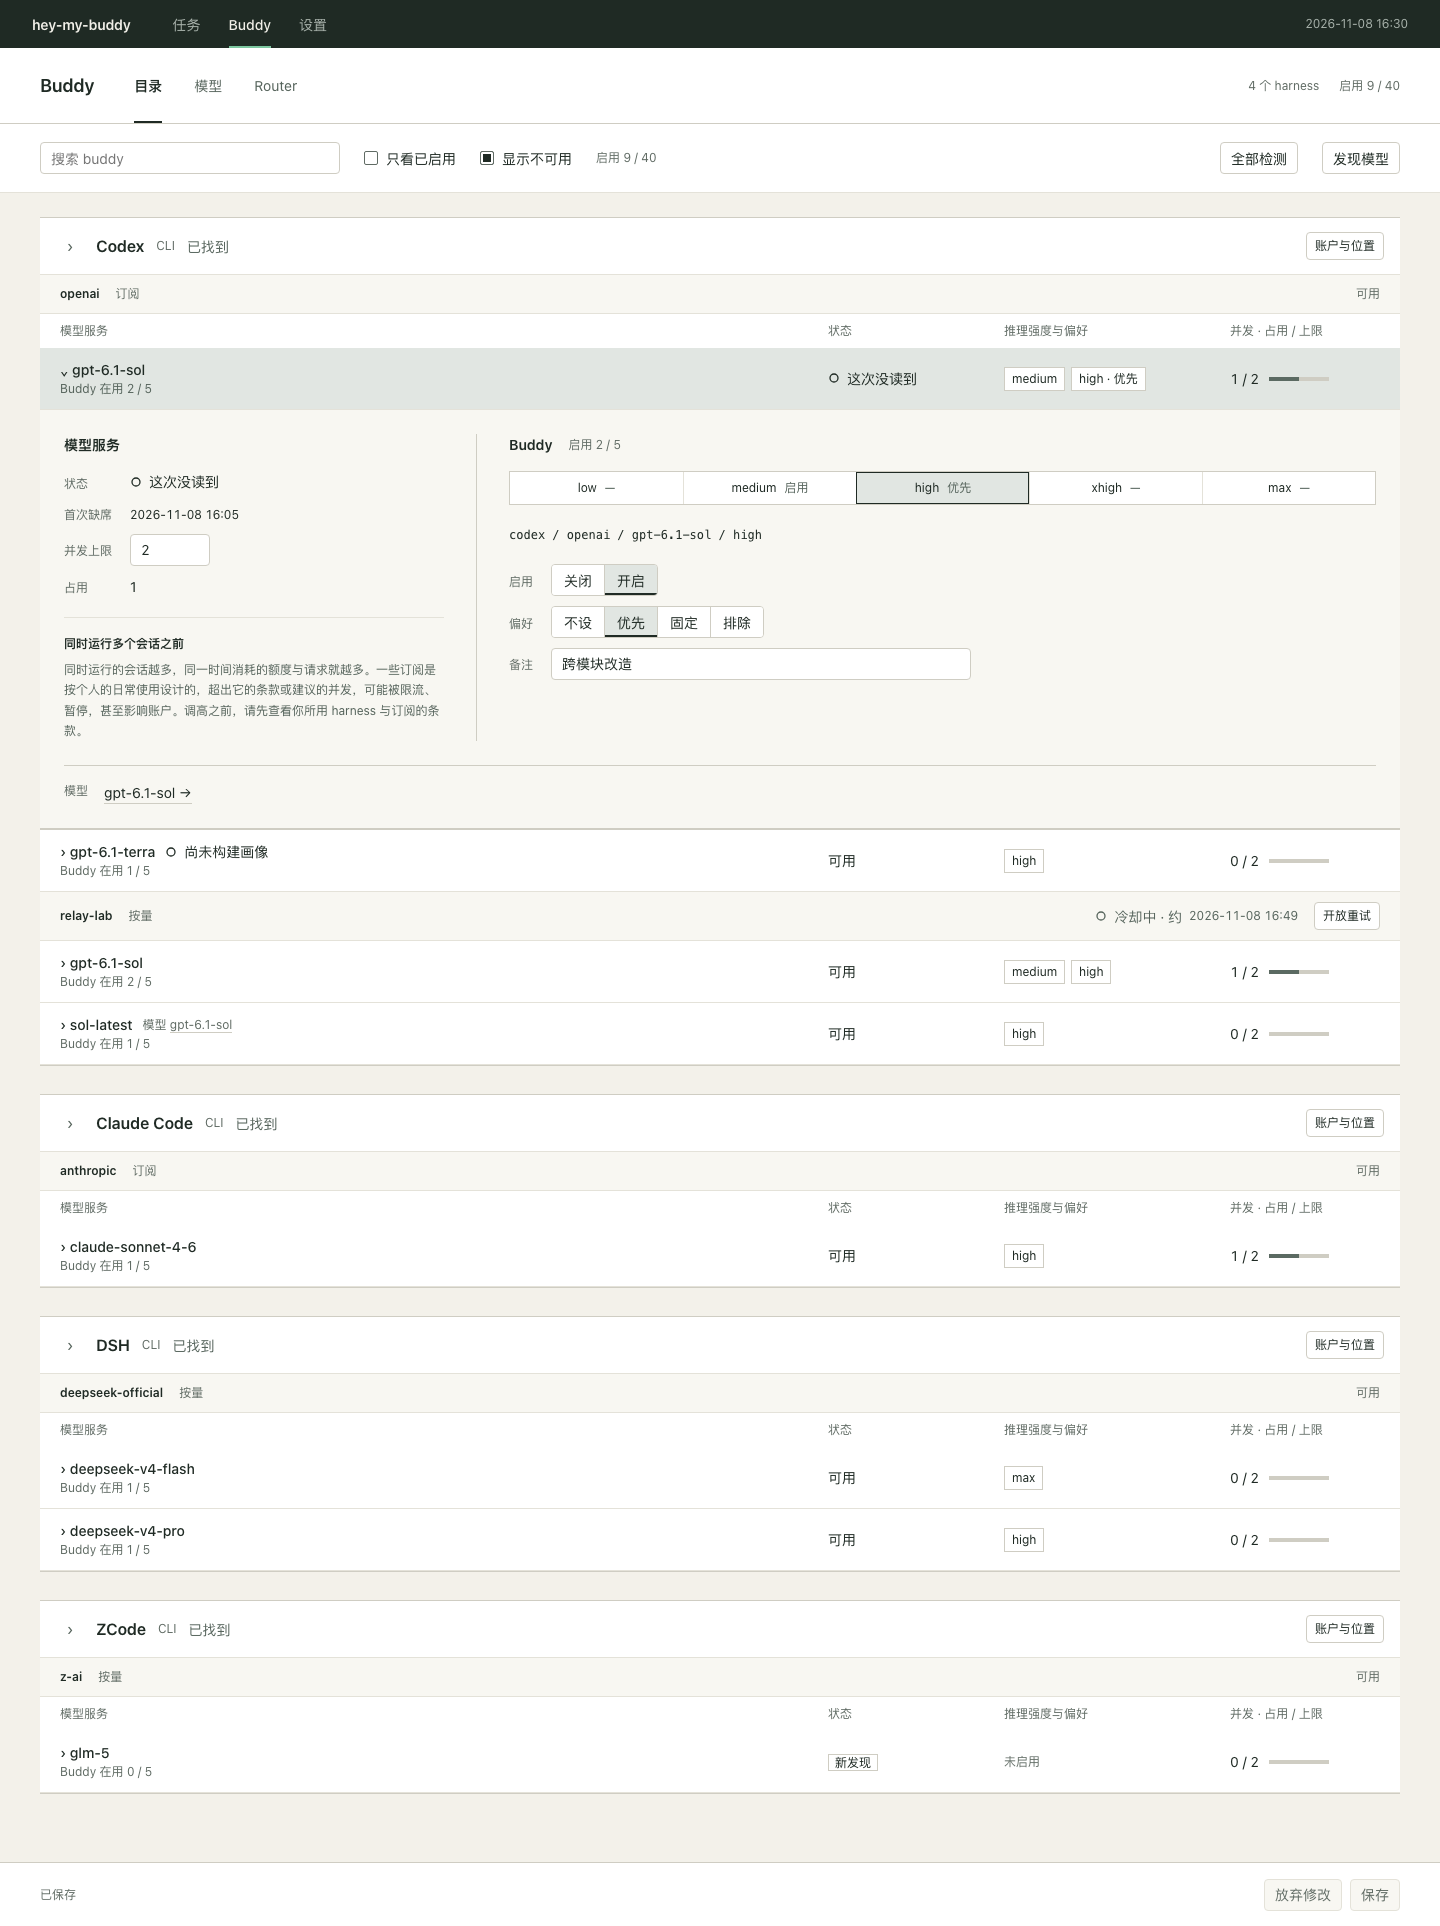 hey-my-buddy 任务 Buddy 设置 2026-11-08 16:30
Buddy 目录 模型 Router 4 个 harness 启用 9 / 40
搜索 buddy 只看已启用 显示不可用 启用 9 / 40 全部检测 发现模型
› Codex CLI 已找到 账户与位置
openai 订阅 可用
模型服务 状态 推理强度与偏好 并发 · 占用 / 上限
gpt-6.1-sol
Buddy 在用 2 / 5
这次没读到 medium high · 优先 1 / 2
模型服务
状态 这次没读到
首次缺席 2026-11-08 16:05
并发上限 2
占用 1
同时运行多个会话之前
同时运行的会话越多，同一时间消耗的额度与请求就越多。一些订阅是
按个人的日常使用设计的，超出它的条款或建议的并发，可能被限流、
暂停，甚至影响账户。调高之前，请先查看你所用 harness 与订阅的条
款。
Buddy 启用 2 / 5
low — medium 启用 high 优先 xhigh — max —
codex / openai / gpt-6.1-sol / high
启用 关闭 开启
偏好 不设 优先 固定 排除
备注 跨模块改造
模型 gpt-6.1-sol →
› gpt-6.1-terra 尚未构建画像
Buddy 在用 1 / 5
可用 high 0 / 2
relay-lab 按量 冷却中 · 约 2026-11-08 16:49 开放重试
› gpt-6.1-sol
Buddy 在用 2 / 5
可用 medium high 1 / 2
› sol-latest 模型 gpt-6.1-sol
Buddy 在用 1 / 5
可用 high 0 / 2
› Claude Code CLI 已找到 账户与位置
anthropic 订阅 可用
模型服务 状态 推理强度与偏好 并发 · 占用 / 上限
› claude-sonnet-4-6
Buddy 在用 1 / 5
可用 high 1 / 2
› DSH CLI 已找到 账户与位置
deepseek-official 按量 可用
模型服务 状态 推理强度与偏好 并发 · 占用 / 上限
› deepseek-v4-flash
Buddy 在用 1 / 5
可用 max 0 / 2
› deepseek-v4-pro
Buddy 在用 1 / 5
可用 high 0 / 2
› ZCode CLI 已找到 账户与位置
z-ai 按量 可用
模型服务 状态 推理强度与偏好 并发 · 占用 / 上限
› glm-5
Buddy 在用 0 / 5
新发现 未启用 0 / 2
已保存 放弃修改 保存